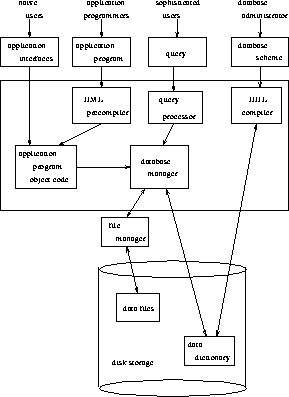 naive
users
application
programmers
sophisticated
users
database
administrator
application
interfaces
application
program
query
database
scheme
DML
precompiler
query
processor
DDL
compiler
application
program
object code
database
manager
file
manager
data files
data
dictionary
disk storage